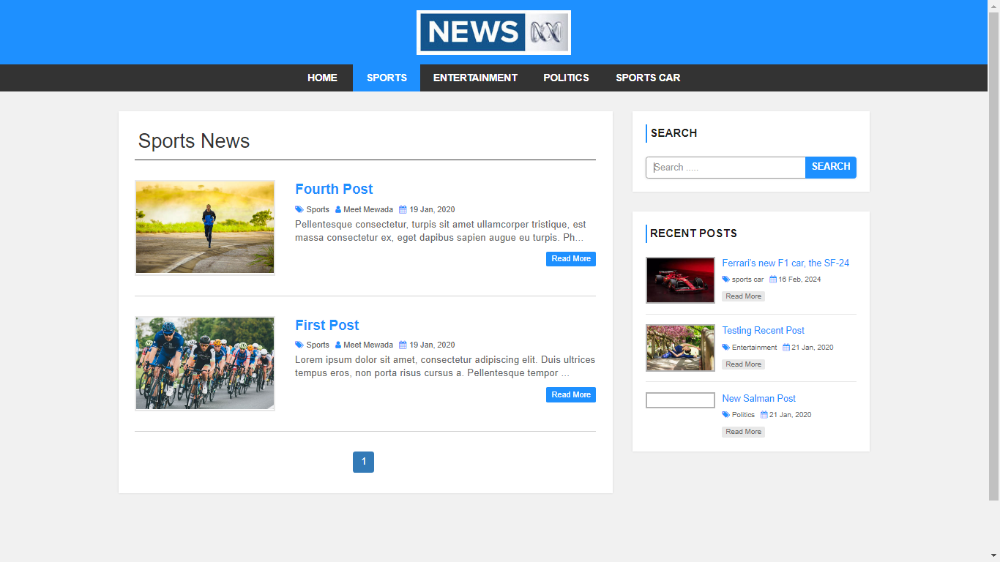 NEWS
HOME SPORTS ENTERTAINMENT POLITICS SPORTS CAR
Sports News
Fourth Post
Sports Meet Mewada 19 Jan, 2020
Pellentesque consectetur, turpis sit amet ullamcorper tristique, est
massa consectetur ex, eget dapibus sapien augue eu turpis. Ph...
Read More
First Post
Sports Meet Mewada 19 Jan, 2020
Lorem ipsum dolor sit amet, consectetur adipiscing elit. Duis ultrices
tempus eros, non porta risus cursus a. Pellentesque tempor ...
Read More
1
SEARCH
Search ..... SEARCH
RECENT POSTS
Ferrari's new F1 car, the SF-24
sports car 16 Feb, 2024
Read More
Testing Recent Post
Entertainment 21 Jan, 2020
Read More
New Salman Post
Politics 21 Jan, 2020
Read More